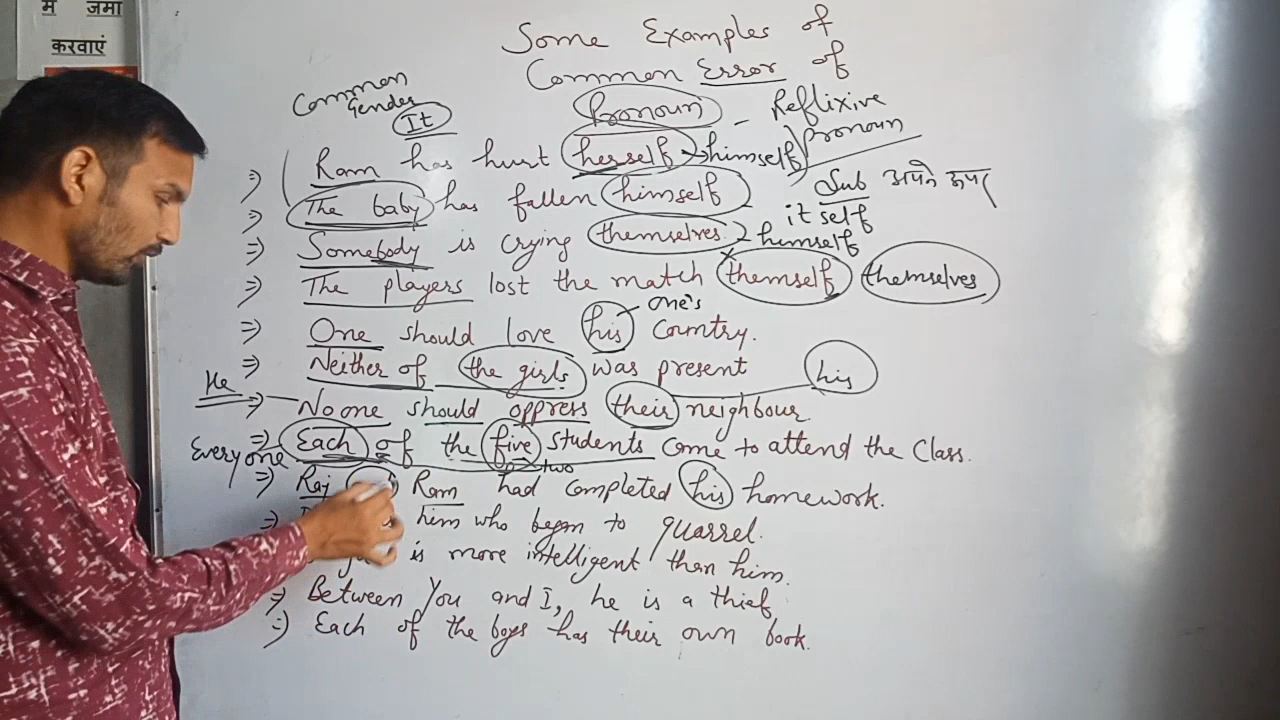 में जमा
करवाएं
Some Examples of
Common Error of
Pronoun - Reflixive
Pronoun
Common
Gender
It
Ram has hurt herself → himself
Sub अपने ऊपर
The baby has fallen himself
itself
Somebody is crying themselves himself
The players lost the match themself themselves
one's
One should love his Country.
Neither of the girls was present
his
He
No one should oppress their neighbour
Everyone
Each of the five students come to attend the Class.
two
Raj Ram had completed his homework.
him who began to quarrel.
is more intelligent than him.
Between You and I, he is a thief
Each of the boys has their own book.